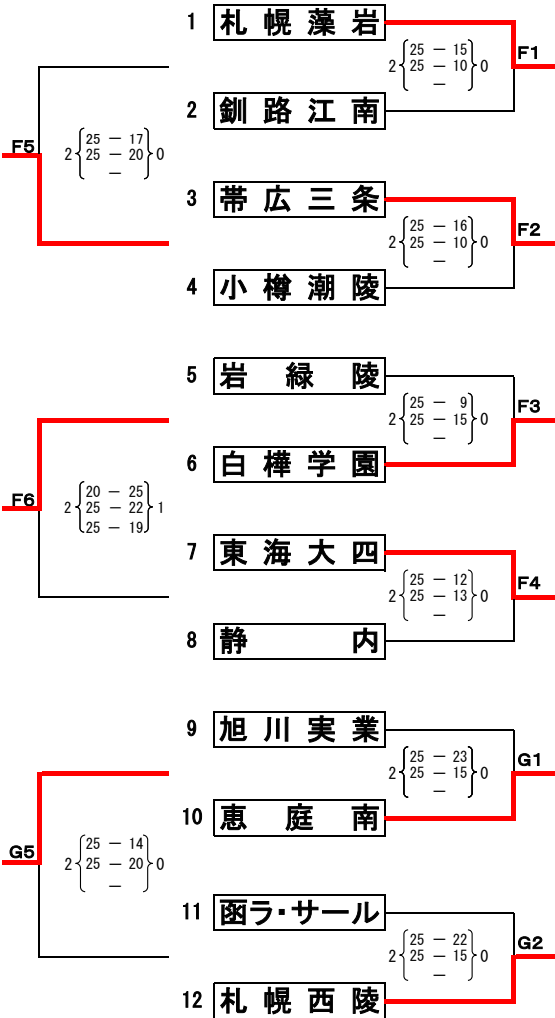 1 札幌藻岩
2 { 25 － 15 } 0 F1
25 － 10
－
2 釧路江南
F5 2 { 25 － 17 } 0
25 － 20
－
3 帯広三条
2 { 25 － 16 } 0 F2
25 － 10
－
4 小樽潮陵
5 岩緑陵
2 { 25 － 9 } 0 F3
25 － 15
－
6 白樺学園
F6 2 { 20 － 25 } 1
25 － 22
25 － 19
7 東海大四
2 { 25 － 12 } 0 F4
25 － 13
－
8 静内
9 旭川実業
2 { 25 － 23 } 0 G1
25 － 15
－
10 恵庭南
G5 2 { 25 － 14 } 0
25 － 20
－
11 函ラ・サール
2 { 25 － 22 } 0 G2
25 － 15
－
12 札幌西陵